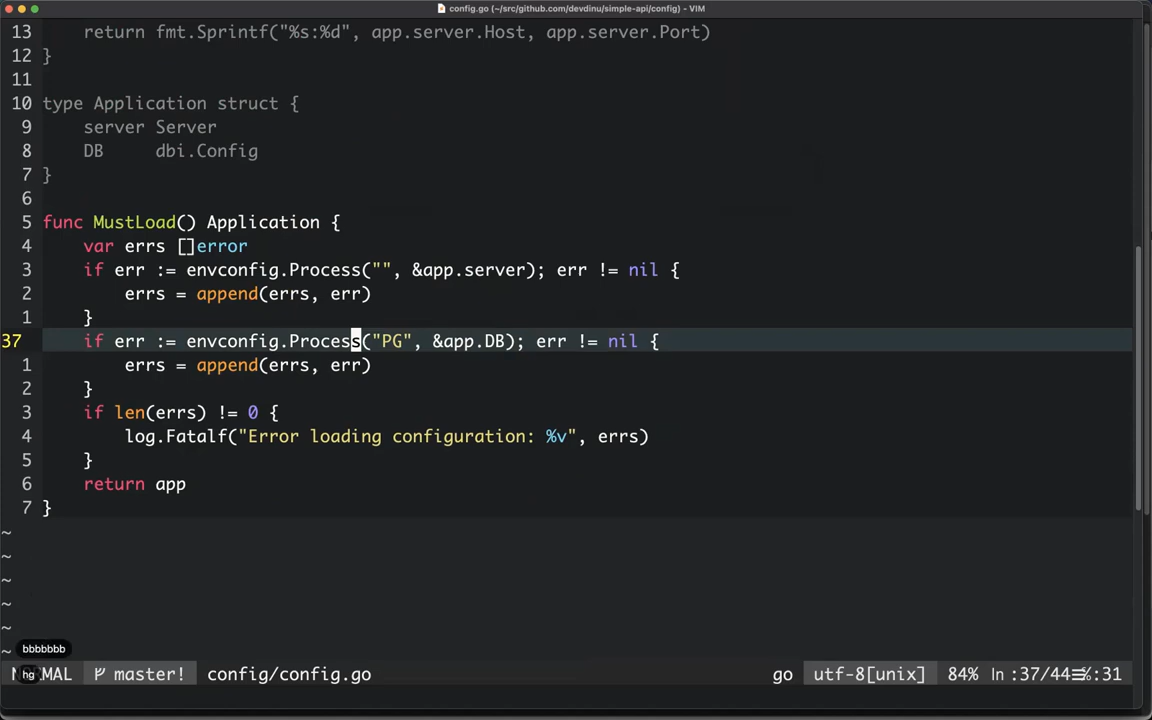 config.go (~/src/github.com/devdinu/simple-api/config) - VIM
13 return fmt.Sprintf("%s:%d", app.server.Host, app.server.Port)
12 }
11
10 type Application struct {
9 server Server
8 DB dbi.Config
7 }
6
5 func MustLoad() Application {
4 var errs []error
3 if err := envconfig.Process("", &app.server); err != nil {
2 errs = append(errs, err)
1 }
37 if err := envconfig.Process("PG", &app.DB); err != nil {
1 errs = append(errs, err)
2 }
3 if len(errs) != 0 {
4 log.Fatalf("Error loading configuration: %v", errs)
5 }
6 return app
7 }
~
~
~
~
~
~
bbbbbbb
hg
NORMAL master! config/config.go go utf-8[unix] 84% ln :37/44 :31